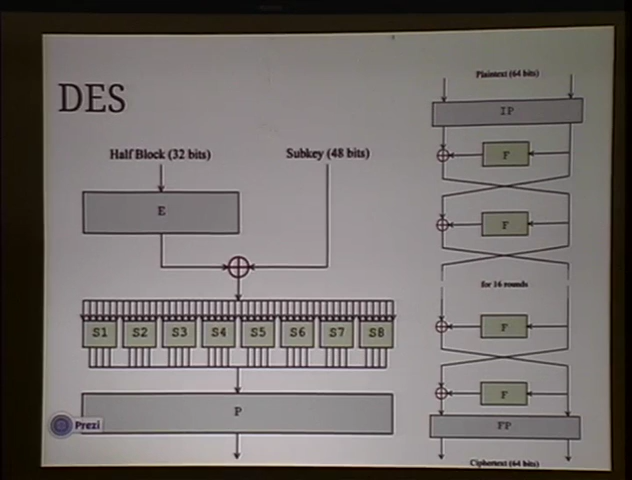 DES
Half Block (32 bits)
Subkey (48 bits)
E
S1 S2 S3 S4 S5 S6 S7 S8
P
Prezi
Plaintext (64 bits)
IP
F
F
for 16 rounds
F
F
FP
Ciphertext (64 bits)